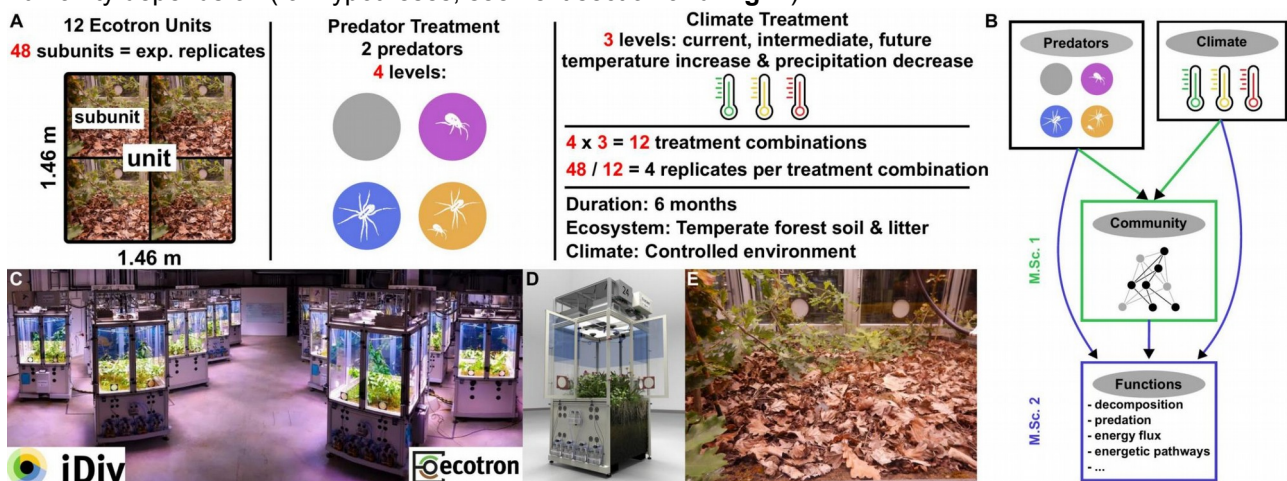 A
12 Ecotron Units
48 subunits = exp. replicates
subunit
unit
1.46 m
1.46 m
Predator Treatment
2 predators
4 levels:
Climate Treatment
3 levels: current, intermediate, future
temperature increase & precipitation decrease
4 x 3 = 12 treatment combinations
48 / 12 = 4 replicates per treatment combination
Duration: 6 months
Ecosystem: Temperate forest soil & litter
Climate: Controlled environment
B
Predators
Climate
M.Sc. 1
Community
M.Sc. 2
Functions
- decomposition
- predation
- energy flux
- energetic pathways
- ...
C
iDiv
ecotron
D
24
E